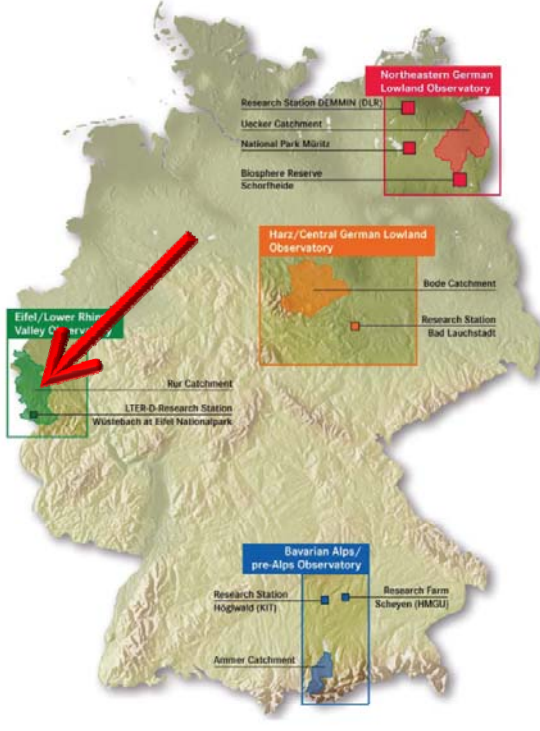 Northeastern German
Lowland Observatory
Research Station DEMMIN (DLR)
Uecker Catchment
National Park Müritz
Biosphere Reserve
Schorfheide
Harz/Central German Lowland
Observatory
Bode Catchment
Research Station
Bad Lauchstadt
Eifel/Lower Rhine
Valley Observatory
Rur Catchment
LTER-D-Research Station
Wüstebach at Eifel Nationalpark
Bavarian Alps/
pre-Alps Observatory
Research Station
Höglwald (KIT)
Research Farm
Scheyen (HMGU)
Ammer Catchment